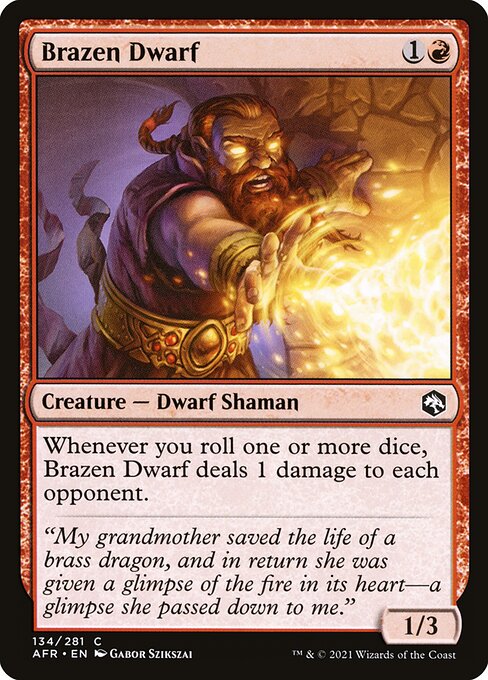 Brazen Dwarf 1
Creature — Dwarf Shaman
Whenever you roll one or more dice,
Brazen Dwarf deals 1 damage to each
opponent.
“My grandmother saved the life of a
brass dragon, and in return she was
given a glimpse of the fire in its heart—a
glimpse she passed down to me.”
1/3
134/281 C
AFR • EN Gabor Szikszai
™ & © 2021 Wizards of the Coast